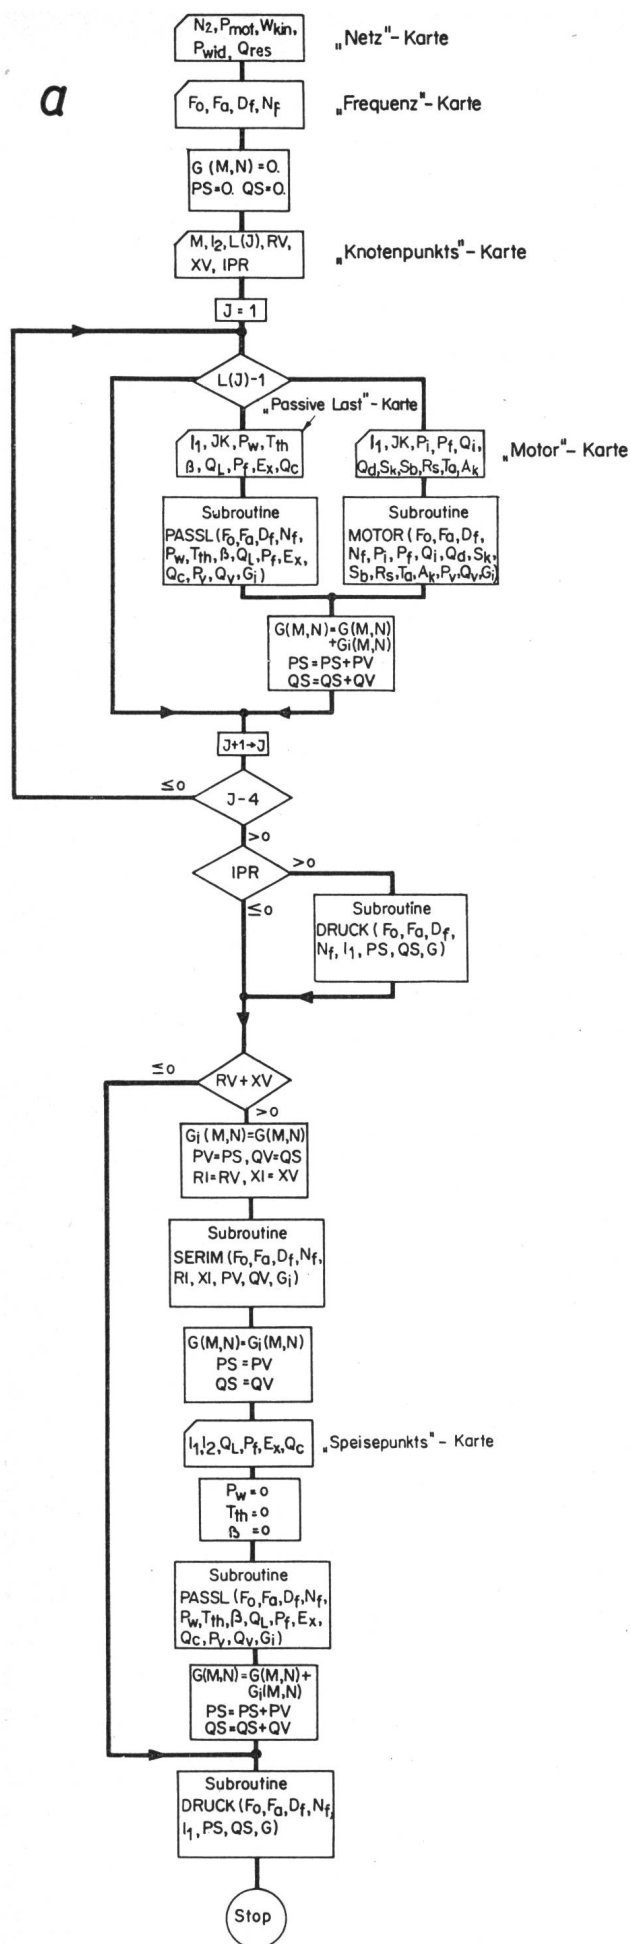 a
N2, Pmot, Wkin,
Pwid, Qres
„Netz"-Karte
Fo, Fa, Df, Nf
„Frequenz"-Karte
G (M,N) = 0.
PS=0. QS=0.
M, I2, L(J), RV,
XV, IPR
„Knotenpunkts"-Karte
J = 1
L(J)-1
„Passive Last"-Karte
I1, JK, Pw, Tth
β, QL, Pf, Ex, Qc
I1, JK, Pi, Pf, Qi,
Qd, Sk, Sb, Rs, Ta, Ak
„Motor"-Karte
Subroutine
PASSL (Fo, Fa, Df, Nf,
Pw, Tth, β, QL, Pf, Ex,
Qc, Pv, Qv, Gi)
Subroutine
MOTOR (Fo, Fa, Df,
Nf, Pi, Pf, Qi, Qd, Sk,
Sb, Rs, Ta, Ak, Pv, Qv, Gi)
G(M,N)=G(M,N)
+Gi(M,N)
PS=PS+PV
QS=QS+QV
J+1→J
≤0
J-4
>0
IPR
>0
≤0
Subroutine
DRUCK (Fo, Fa, Df,
Nf, I1, PS, QS, G)
≤0
RV+XV
>0
Gi (M,N)=G(M,N)
PV=PS, QV=QS
RI=RV, XI=XV
Subroutine
SERIM (Fo, Fa, Df, Nf,
RI, XI, PV, QV, Gi)
G(M,N)=Gi(M,N)
PS=PV
QS=QV
I1, I2, QL, Pf, Ex, Qc
„Speisepunkts"-Karte
Pw=0
Tth=0
β=0
Subroutine
PASSL (Fo, Fa, Df, Nf,
Pw, Tth, β, QL, Pf, Ex,
Qc, Pv, Qv, Gi)
G(M,N)=G(M,N)+
Gi(M,N)
PS=PS+PV
QS=QS+QV
Subroutine
DRUCK (Fo, Fa, Df, Nf,
I1, PS, QS, G)
Stop